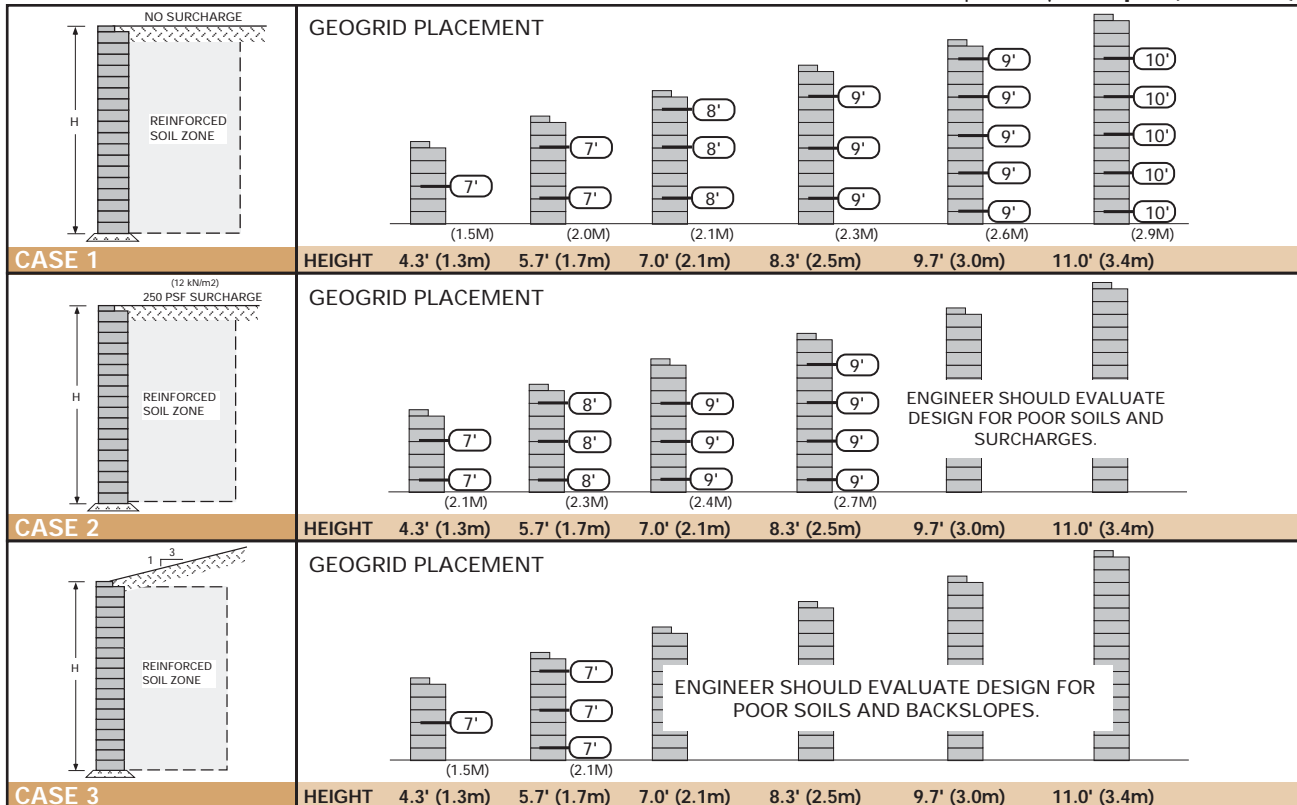 NO SURCHARGE
H
REINFORCED
SOIL ZONE
CASE 1
GEOGRID PLACEMENT
7'
7'
7'
8'
8'
8'
9'
9'
9'
9'
9'
9'
9'
9'
10'
10'
10'
10'
10'
(1.5M) (2.0M) (2.1M) (2.3M) (2.6M) (2.9M)
HEIGHT 4.3' (1.3m) 5.7' (1.7m) 7.0' (2.1m) 8.3' (2.5m) 9.7' (3.0m) 11.0' (3.4m)
(12 kN/m2)
250 PSF SURCHARGE
H
REINFORCED
SOIL ZONE
CASE 2
GEOGRID PLACEMENT
7'
7'
8'
8'
8'
9'
9'
9'
9'
9'
9'
9'
ENGINEER SHOULD EVALUATE
DESIGN FOR POOR SOILS AND
SURCHARGES.
(2.1M) (2.3M) (2.4M) (2.7M)
HEIGHT 4.3' (1.3m) 5.7' (1.7m) 7.0' (2.1m) 8.3' (2.5m) 9.7' (3.0m) 11.0' (3.4m)
3
1
H
REINFORCED
SOIL ZONE
CASE 3
GEOGRID PLACEMENT
7'
7'
7'
7'
ENGINEER SHOULD EVALUATE DESIGN FOR
POOR SOILS AND BACKSLOPES.
(1.5M) (2.1M)
HEIGHT 4.3' (1.3m) 5.7' (1.7m) 7.0' (2.1m) 8.3' (2.5m) 9.7' (3.0m) 11.0' (3.4m)